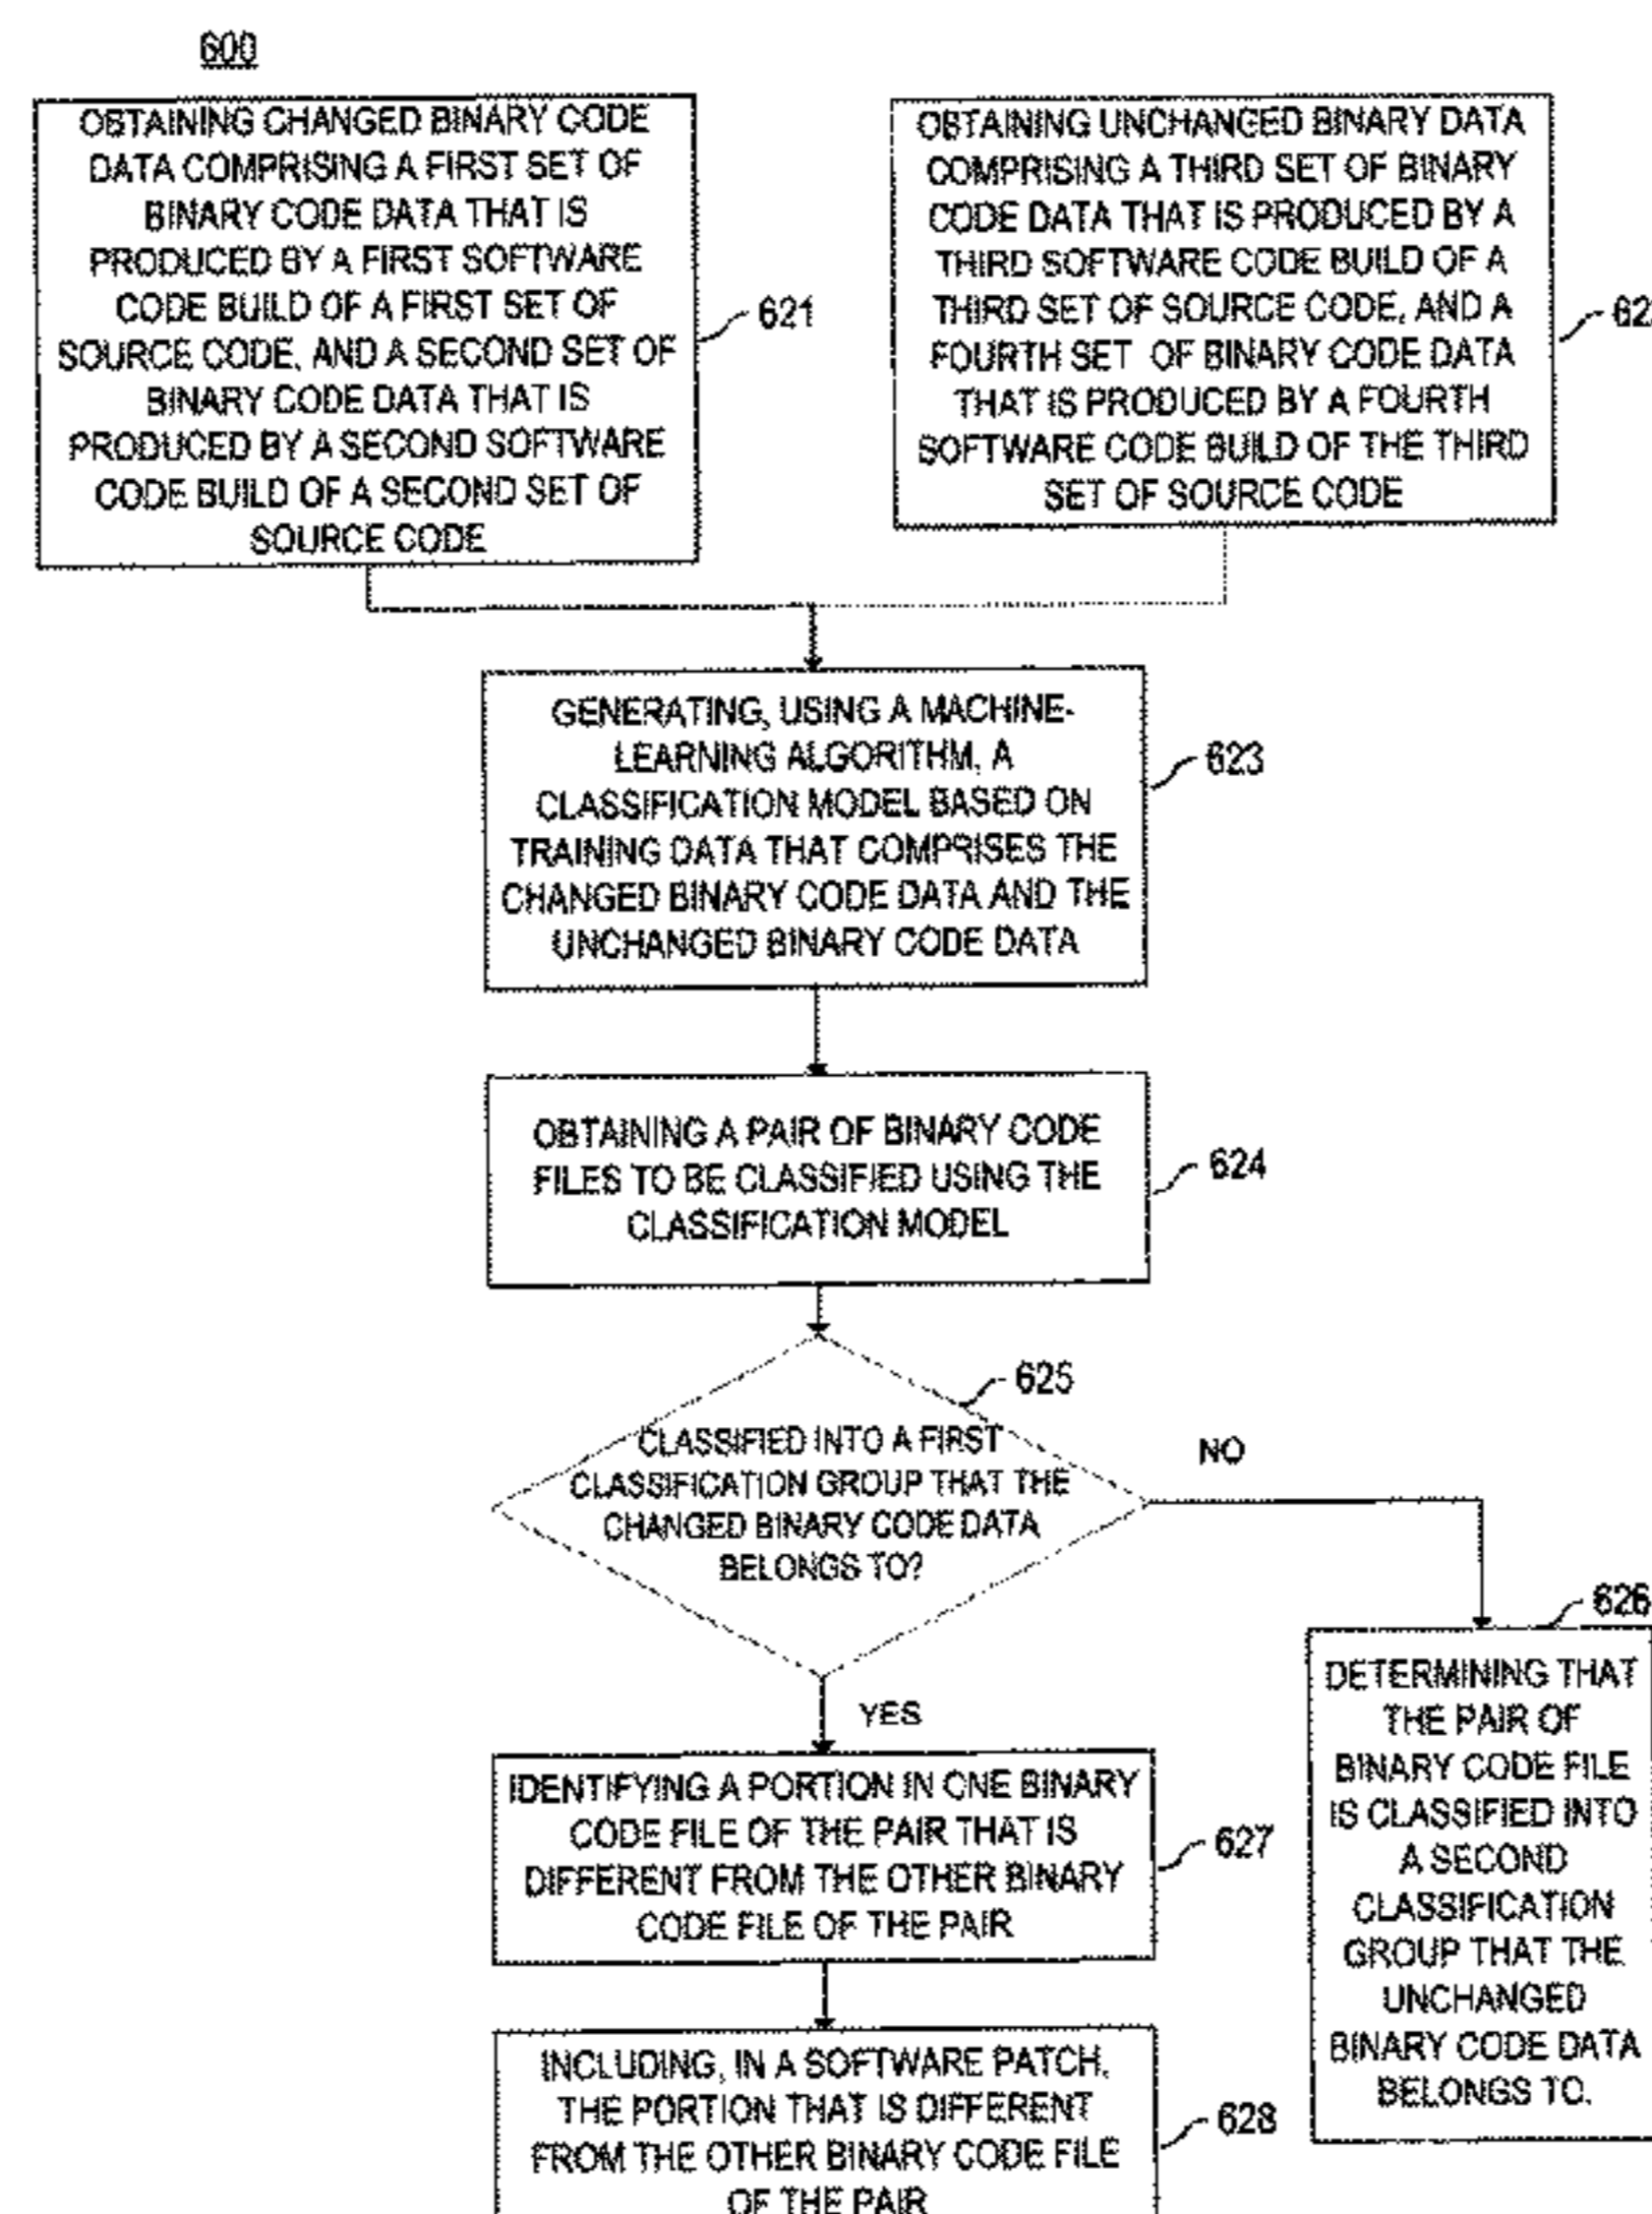 600
OBTAINING CHANGED BINARY CODE
DATA COMPRISING A FIRST SET OF
BINARY CODE DATA THAT IS
PRODUCED BY A FIRST SOFTWARE
CODE BUILD OF A FIRST SET OF
SOURCE CODE, AND A SECOND SET OF
BINARY CODE DATA THAT IS
PRODUCED BY A SECOND SOFTWARE
CODE BUILD OF A SECOND SET OF
SOURCE CODE
621
OBTAINING UNCHANGED BINARY DATA
COMPRISING A THIRD SET OF BINARY
CODE DATA THAT IS PRODUCED BY A
THIRD SOFTWARE CODE BUILD OF A
THIRD SET OF SOURCE CODE, AND A
FOURTH SET OF BINARY CODE DATA
THAT IS PRODUCED BY A FOURTH
SOFTWARE CODE BUILD OF THE THIRD
SET OF SOURCE CODE
GENERATING, USING A MACHINE-
LEARNING ALGORITHM, A
CLASSIFICATION MODEL BASED ON
TRAINING DATA THAT COMPRISES THE
CHANGED BINARY CODE DATA AND THE
UNCHANGED BINARY CODE DATA
623
OBTAINING A PAIR OF BINARY CODE
FILES TO BE CLASSIFIED USING THE
CLASSIFICATION MODEL
624
625
CLASSIFIED INTO A FIRST
CLASSIFICATION GROUP THAT THE
CHANGED BINARY CODE DATA
BELONGS TO?
NO
YES
626
DETERMINING THAT
THE PAIR OF
BINARY CODE FILE
IS CLASSIFIED INTO
A SECOND
CLASSIFICATION
GROUP THAT THE
UNCHANGED
BINARY CODE DATA
BELONGS TO.
IDENTIFYING A PORTION IN ONE BINARY
CODE FILE OF THE PAIR THAT IS
DIFFERENT FROM THE OTHER BINARY
CODE FILE OF THE PAIR
627
INCLUDING, IN A SOFTWARE PATCH,
THE PORTION THAT IS DIFFERENT
FROM THE OTHER BINARY CODE FILE
OF THE PAIR
628